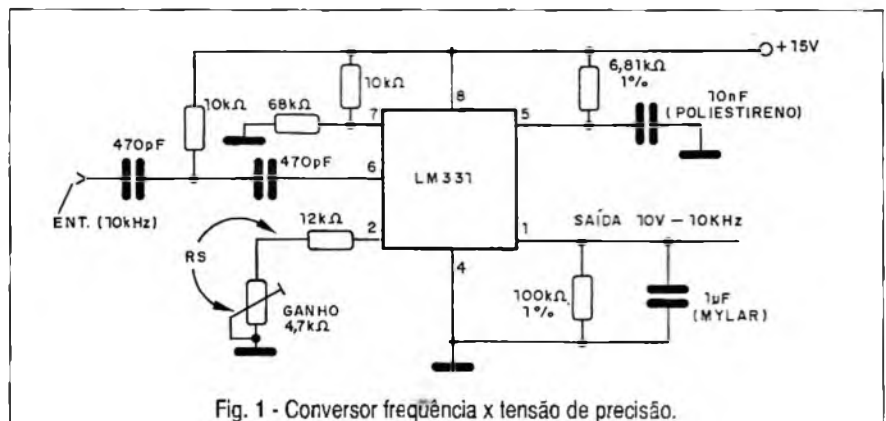 +15V
10kΩ
10kΩ
68kΩ
7
8
5
6,81kΩ
1%
10nF
(POLIESTIRENO)
470pF
470pF
6
LM331
ENT. (10kHz)
12kΩ
2
1
4
SAÍDA 10V - 10KHz
RS
GANHO
4,7kΩ
100kΩ
1%
1µF
(MYLAR)
Fig. 1 - Conversor freqüência x tensão de precisão.